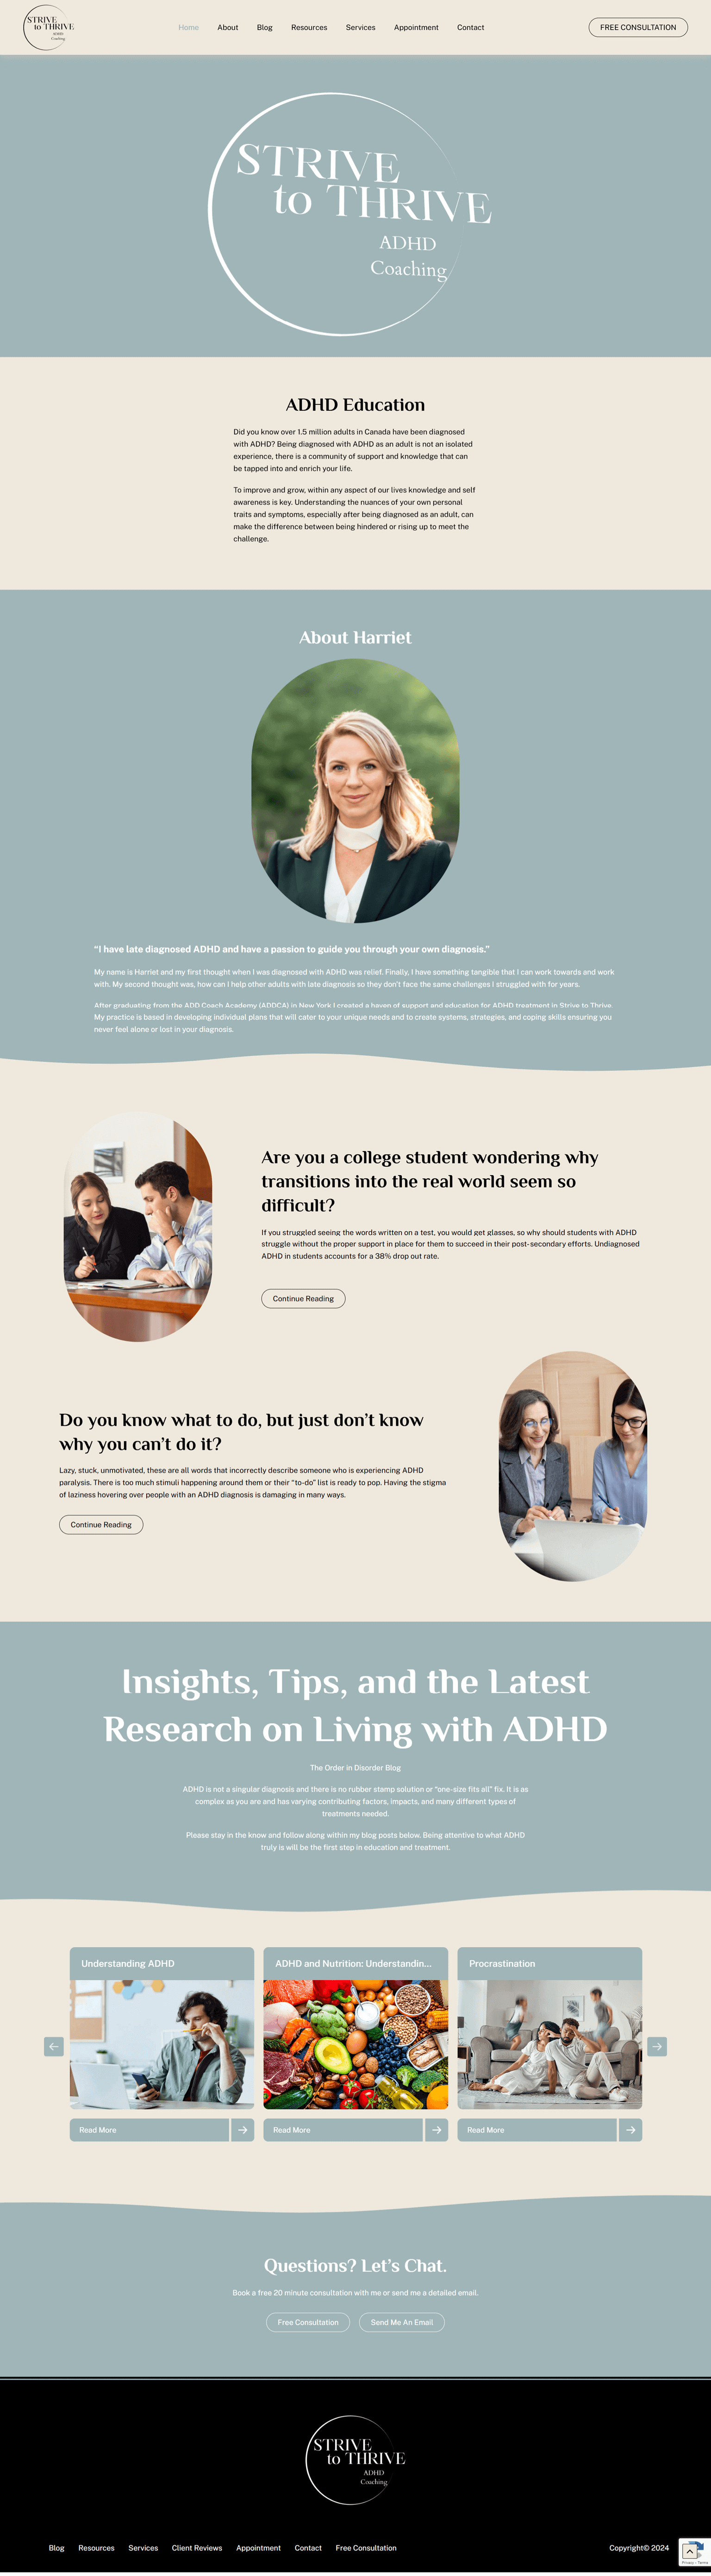 STRIVE
to THRIVE
ADHD
Coaching
Home About Blog Resources Services Appointment Contact
FREE CONSULTATION
STRIVE
to THRIVE
ADHD
Coaching
ADHD Education
Did you know over 1.5 million adults in Canada have been diagnosed
with ADHD? Being diagnosed with ADHD as an adult is not an isolated
experience, there is a community of support and knowledge that can
be tapped into and enrich your life.
To improve and grow, within any aspect of our lives knowledge and self
awareness is key. Understanding the nuances of your own personal
traits and symptoms, especially after being diagnosed as an adult, can
make the difference between being hindered or rising up to meet the
challenge.
About Harriet
“I have late diagnosed ADHD and have a passion to guide you through your own diagnosis.”
My name is Harriet and my first thought when I was diagnosed with ADHD was relief. Finally, I have something tangible that I can work towards and work
with. My second thought was, how can I help other adults with late diagnosis so they don’t face the same challenges I struggled with for years.
After graduating from the ADD Coach Academy (ADDCA) in New York I created a haven of support and education for ADHD treatment in Strive to Thrive.
My practice is based in developing individual plans that will cater to your unique needs and to create systems, strategies, and coping skills ensuring you
never feel alone or lost in your diagnosis.
Are you a college student wondering why
transitions into the real world seem so
difficult?
If you struggled seeing the words written on a test, you would get glasses, so why should students with ADHD
struggle without the proper support in place for them to succeed in their post-secondary efforts. Undiagnosed
ADHD in students accounts for a 38% drop out rate.
Continue Reading
Do you know what to do, but just don’t know
why you can’t do it?
Lazy, stuck, unmotivated, these are all words that incorrectly describe someone who is experiencing ADHD
paralysis. There is too much stimuli happening around them or their “to-do” list is ready to pop. Having the stigma
of laziness hovering over people with an ADHD diagnosis is damaging in many ways.
Continue Reading
Insights, Tips, and the Latest
Research on Living with ADHD
The Order in Disorder Blog
ADHD is not a singular diagnosis and there is no rubber stamp solution or “one-size fits all” fix. It is as
complex as you are and has varying contributing factors, impacts, and many different types of
treatments needed.
Please stay in the know and follow along within my blog posts below. Being attentive to what ADHD
truly is will be the first step in education and treatment.
Understanding ADHD
ADHD and Nutrition: Understandin...
Procrastination
Read More
Read More
Read More
Questions? Let’s Chat.
Book a free 20 minute consultation with me or send me a detailed email.
Free Consultation
Send Me An Email
STRIVE
to THRIVE
ADHD
Coaching
Blog Resources Services Client Reviews Appointment Contact Free Consultation
Copyright© 2024
Privacy - Terms